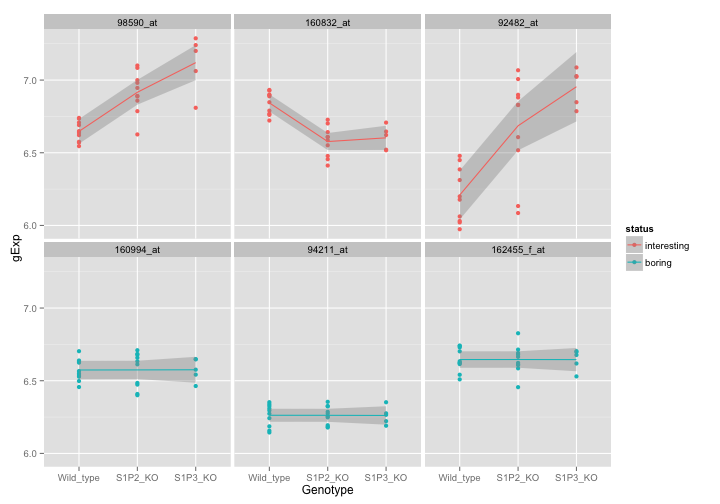 98590_at 160832_at 92482_at
7.0
6.5
6.0
gExp
status
interesting
boring
160994_at 94211_at 162455_f_at
7.0
6.5
6.0
Wild_type S1P2_KO S1P3_KO Wild_type S1P2_KO S1P3_KO Wild_type S1P2_KO S1P3_KO
Genotype